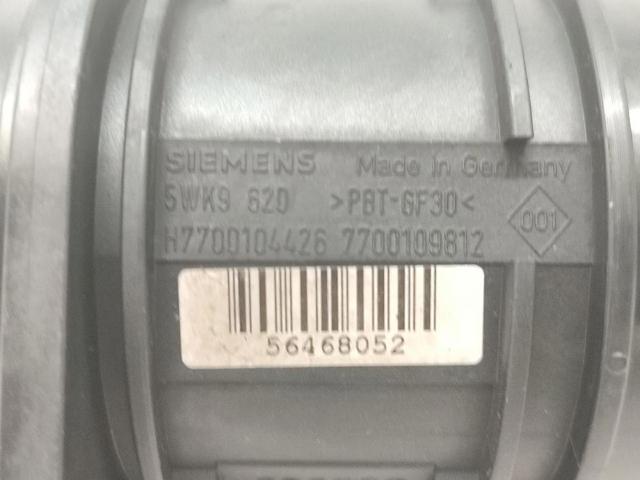 SIEMENS Made in Germany
5WK9 620 >PBT-GF30<
H7700104426 7700109812
001
56468052